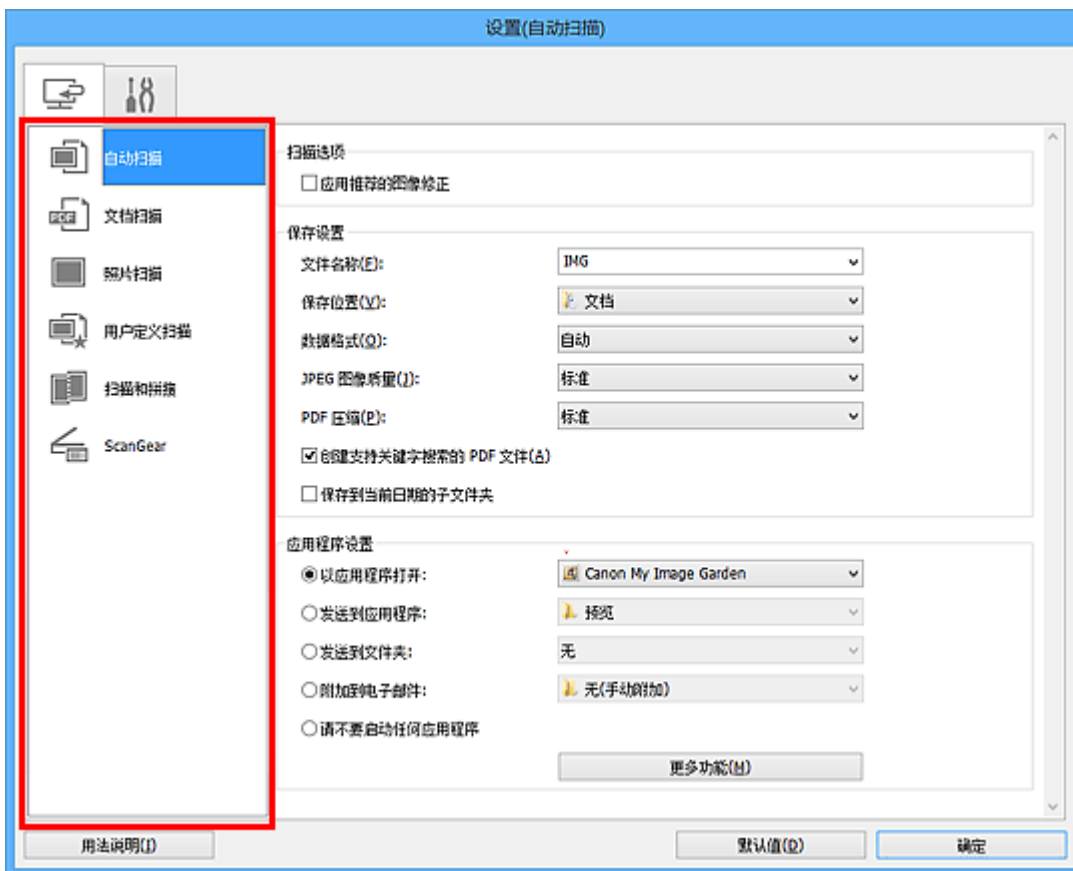 设置(自动扫描)
自动扫描
文档扫描
照片扫描
用户定义扫描
扫描和拼接
ScanGear
扫描选项
应用推荐的图像修正
保存设置
文件名称(F): IMG
保存位置(V): 文档
数据格式(O): 自动
JPEG 图像质量(J): 标准
PDF 压缩(P): 标准
创建支持关键字搜索的 PDF 文件(A)
保存到当前日期的子文件夹
应用程序设置
以应用程序打开: Canon My Image Garden
发送到应用程序: 预览
发送到文件夹: 无
附加到电子邮件: 无(手动附加)
请不要启动任何应用程序
更多功能(M)
用法说明(I) 默认值(D) 确定